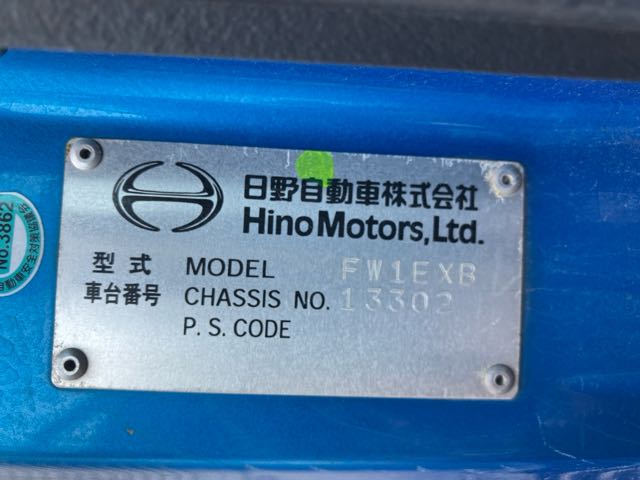 日野自動車株式会社
Hino Motors, Ltd.
型式 MODEL FW1EXB
車台番号 CHASSIS NO. 13302
P. S. CODE
No.3862